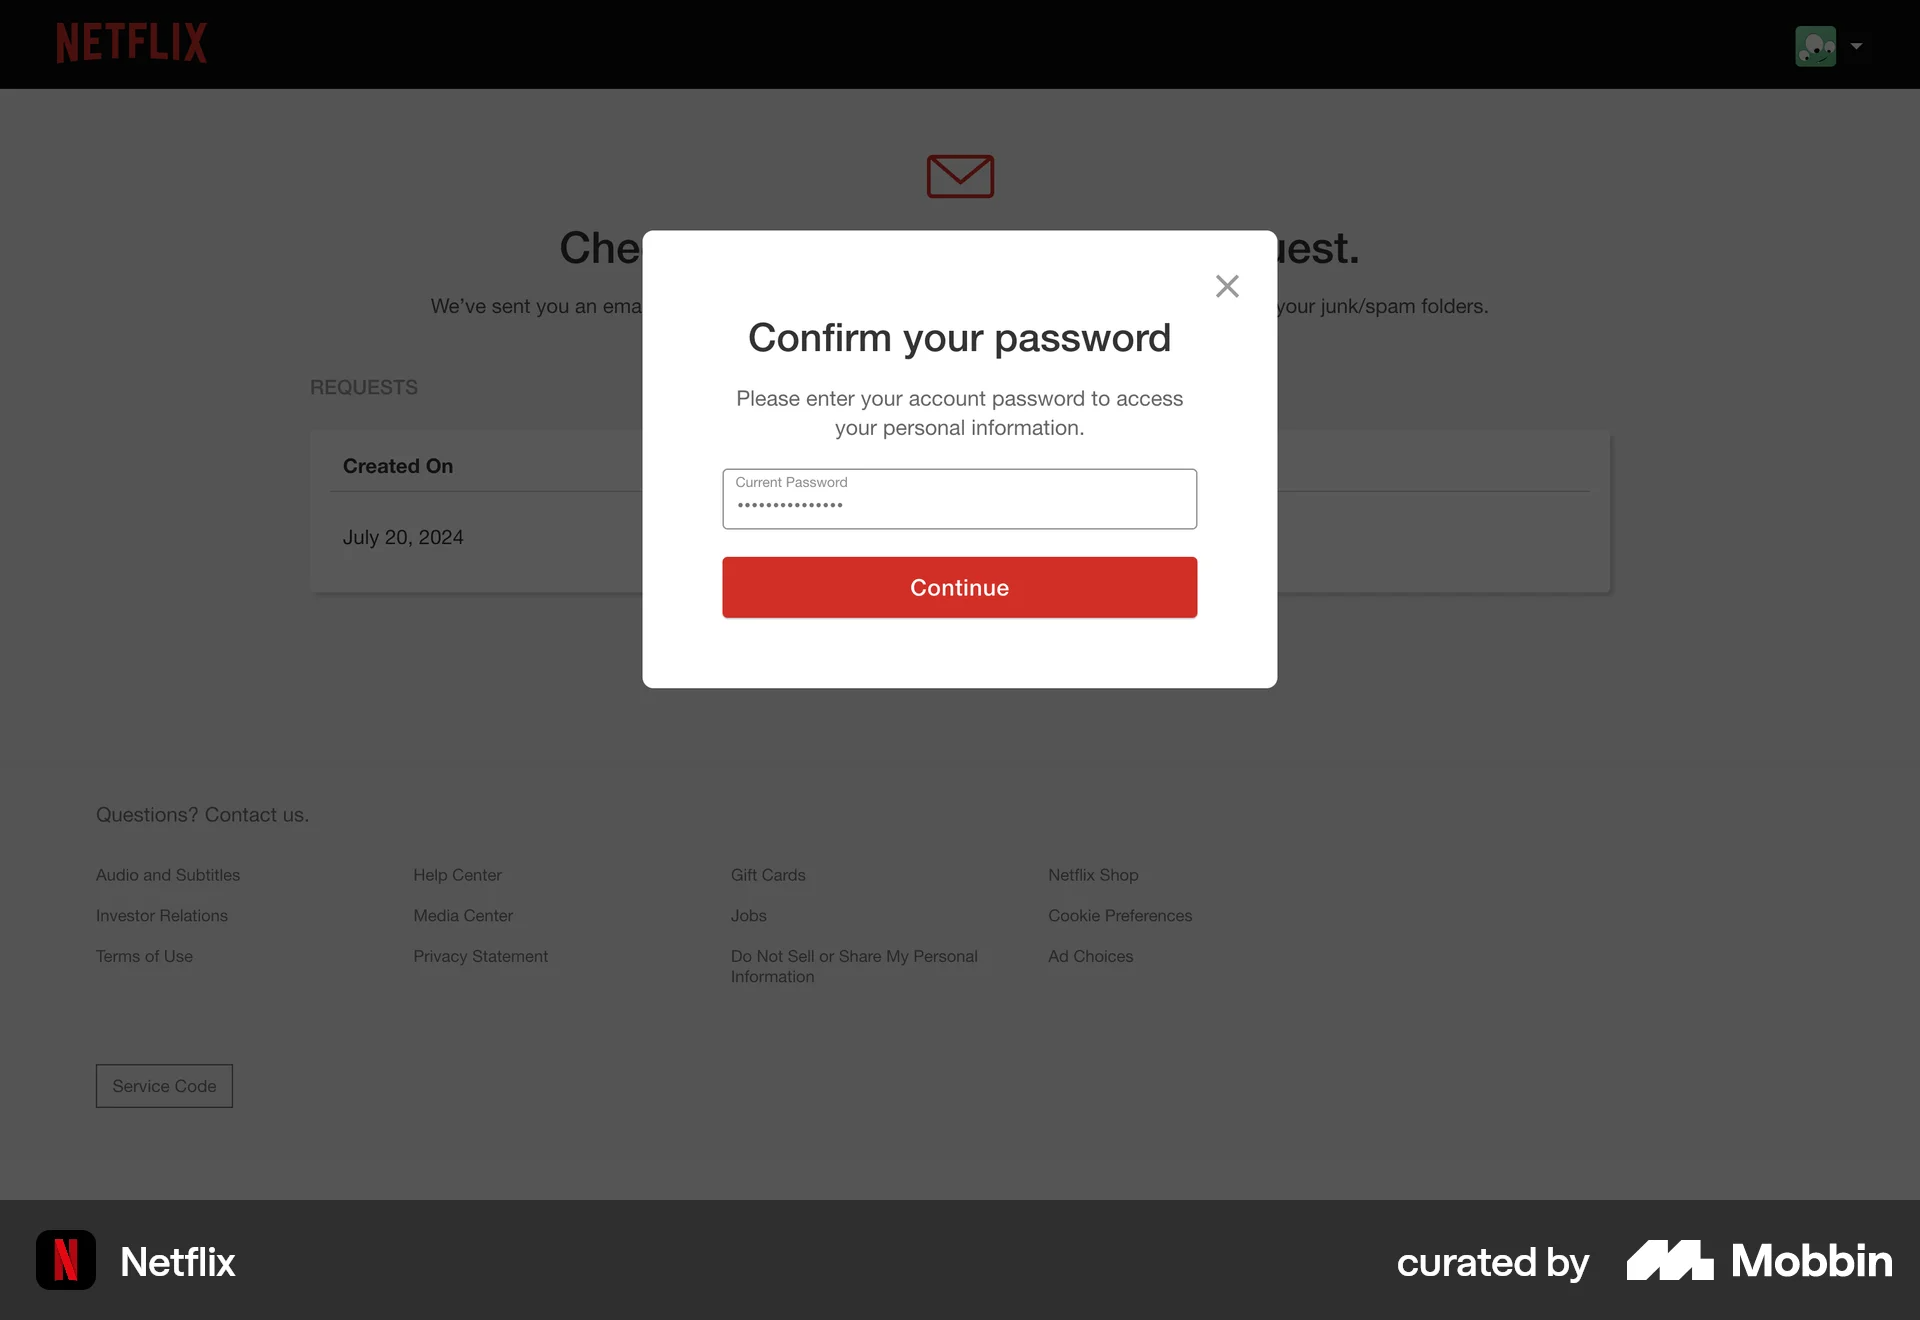 NETFLIX
Che
uest.
We've sent you an ema
your junk/spam folders.
Confirm your password
Please enter your account password to access
your personal information.
REQUESTS
Created On
July 20, 2024
Current Password
•••••••••••••••
Continue
Questions? Contact us.
Audio and Subtitles
Help Center
Gift Cards
Netflix Shop
Investor Relations
Media Center
Jobs
Cookie Preferences
Terms of Use
Privacy Statement
Do Not Sell or Share My Personal
Information
Ad Choices
Service Code
N
Netflix
curated by
Mobbin